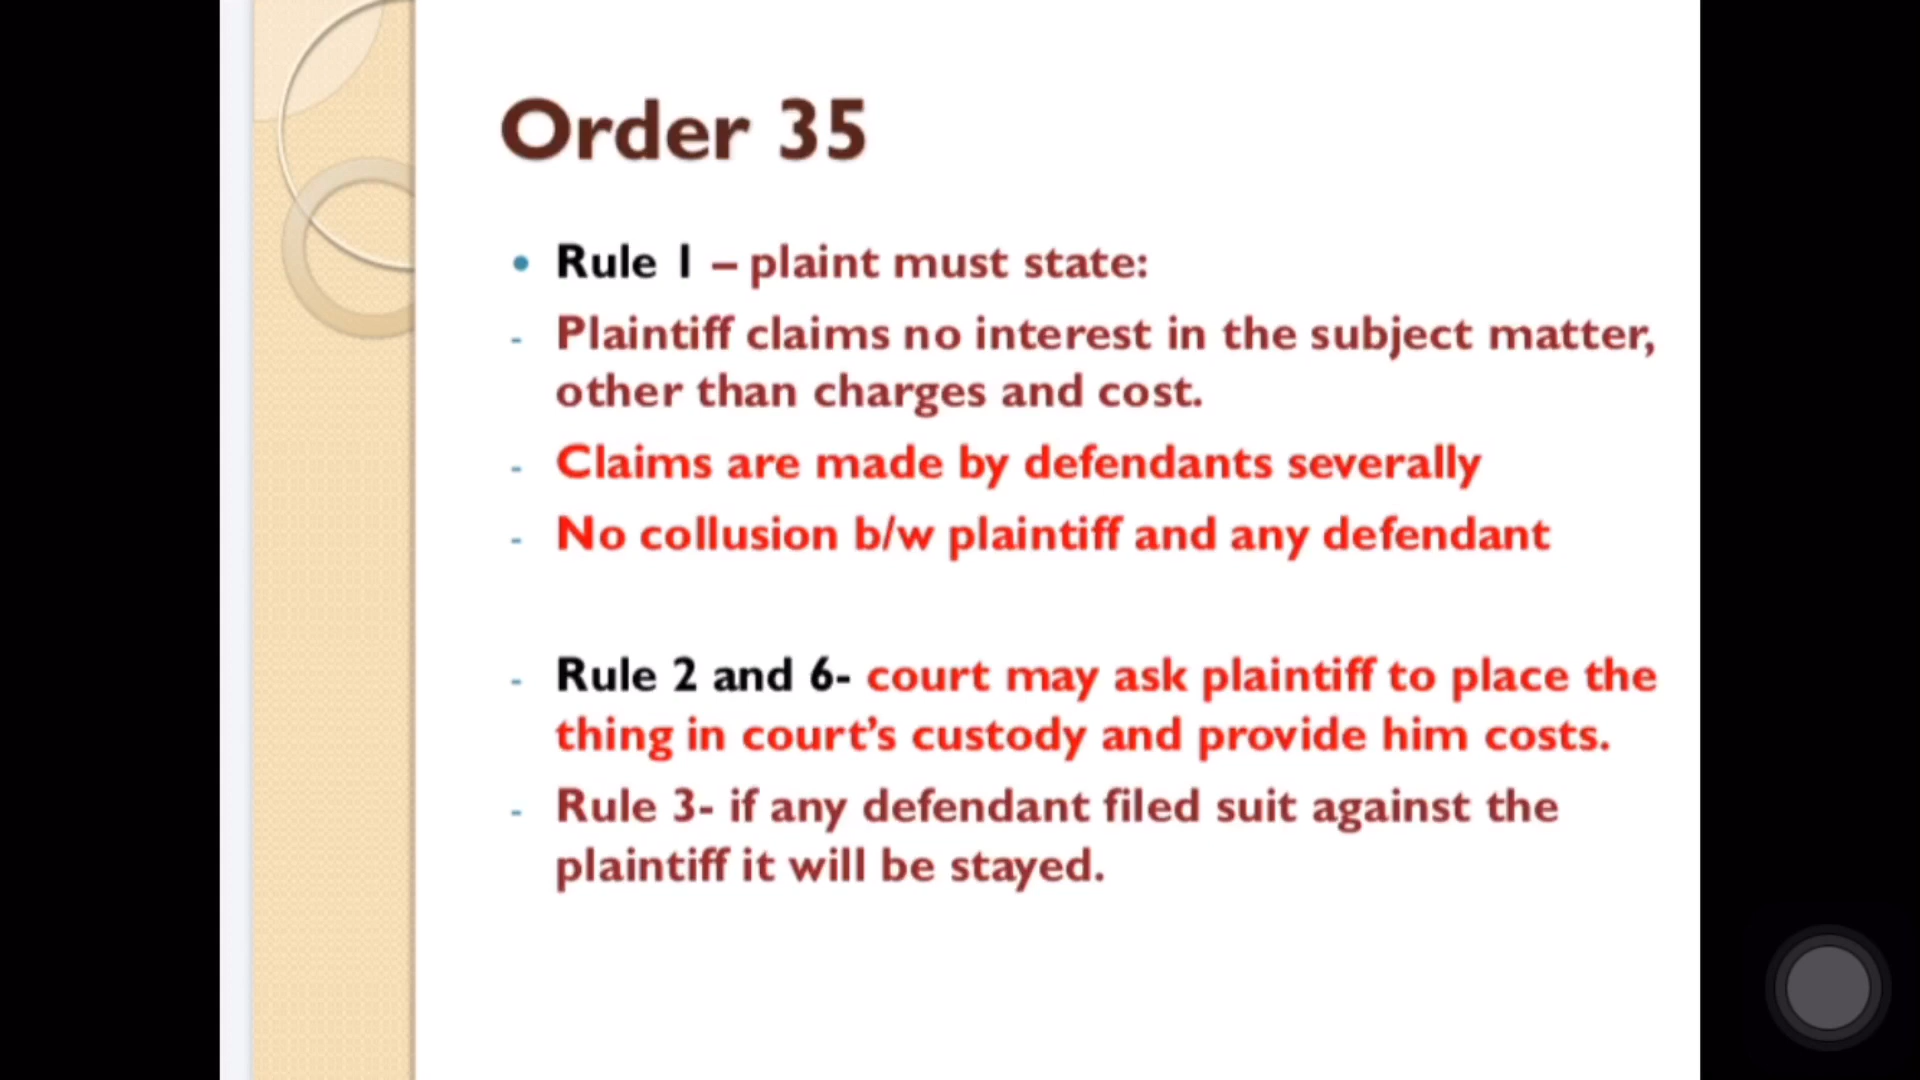 Order 35
• Rule 1 – plaint must state:
- Plaintiff claims no interest in the subject matter,
other than charges and cost.
- Claims are made by defendants severally
- No collusion b/w plaintiff and any defendant
- Rule 2 and 6- court may ask plaintiff to place the
thing in court’s custody and provide him costs.
- Rule 3- if any defendant filed suit against the
plaintiff it will be stayed.